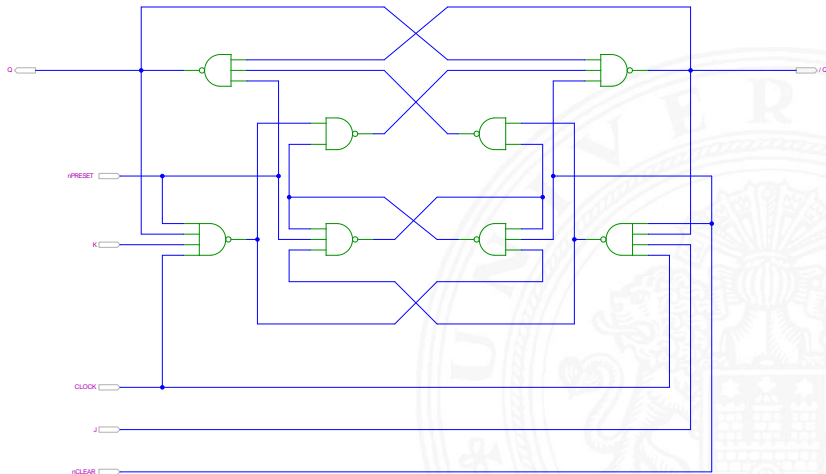 Q
/ Q
nPRESET
K
CLOCK
J
nCLEAR
U N I V E R